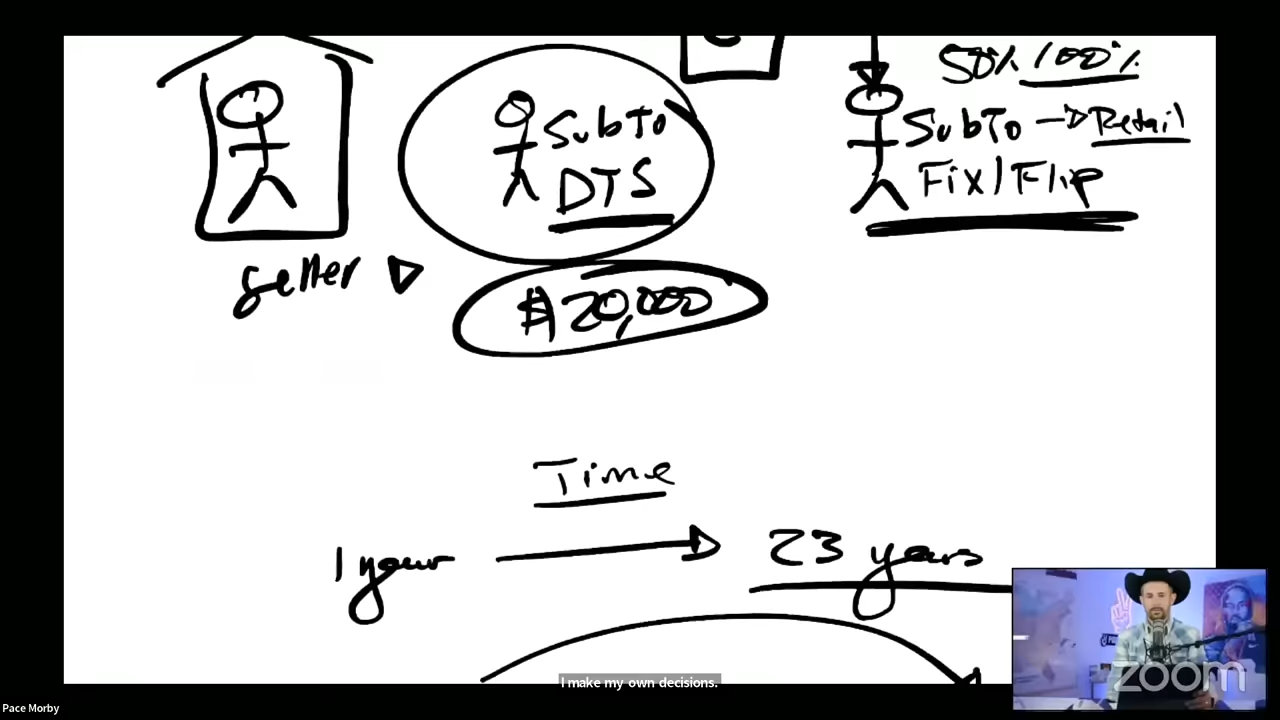 50% 100%
SubTo → Retail
Fix/Flip
SubTo
DTS
seller
$20,000
Time
1 year
23 years
I make my own decisions.
zoom
Pace Morby